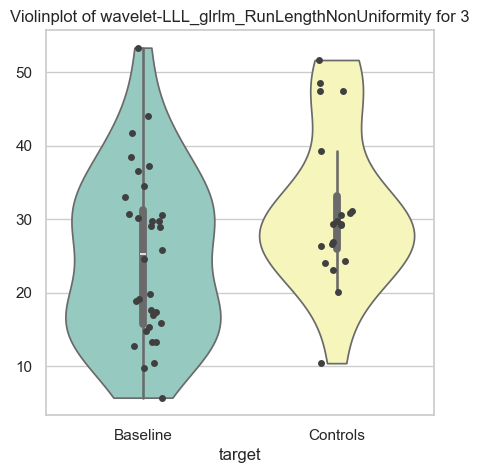 Violinplot of wavelet-LLL_glrlm_RunLengthNonUniformity for 3
50
40
30
20
10
Baseline
Controls
target